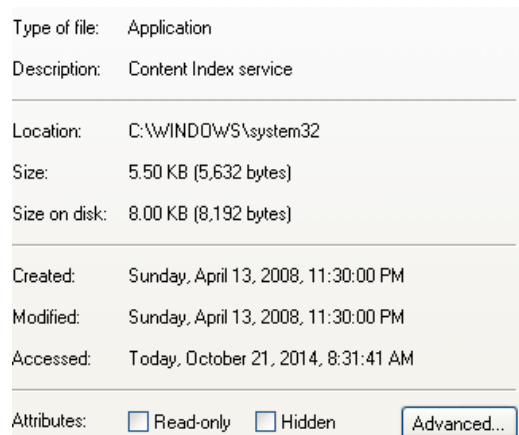 Type of file: Application
Description: Content Index service
Location: C:\WINDOWS\system32
Size: 5.50 KB (5,632 bytes)
Size on disk: 8.00 KB (8,192 bytes)
Created: Sunday, April 13, 2008, 11:30:00 PM
Modified: Sunday, April 13, 2008, 11:30:00 PM
Accessed: Today, October 21, 2014, 8:31:41 AM
Attributes: Read-only Hidden Advanced...